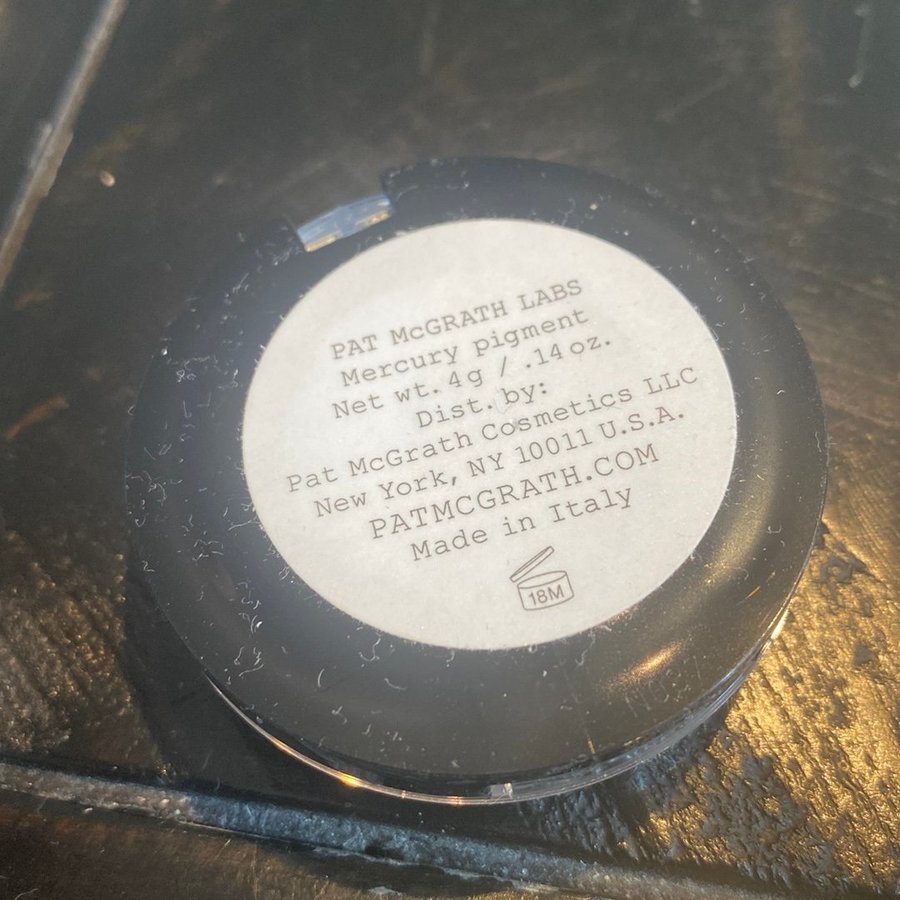 PAT McGRATH LABS
Mercury pigment
Net wt. 4g / .14 oz.
Dist. by:
Pat McGrath Cosmetics LLC
New York, NY 10011 U.S.A.
PATMCGRATH.COM
Made in Italy
18M